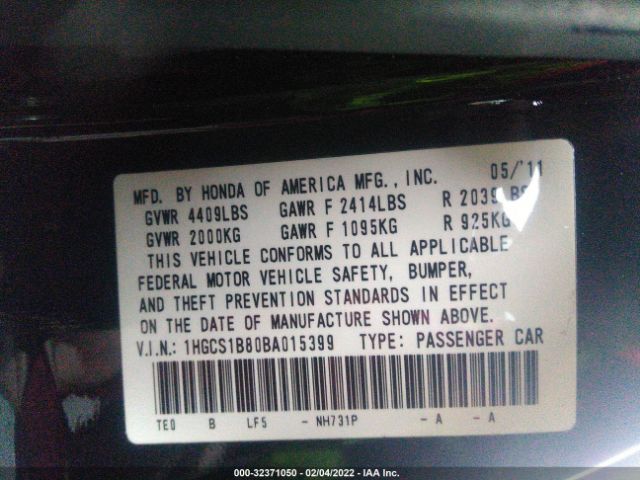 MFD. BY HONDA OF AMERICA MFG., INC. 05/'11
GVWR 4409LBS GAWR F 2414LBS R 2039LBS
GVWR 2000KG GAWR F 1095KG R 925KG
THIS VEHICLE CONFORMS TO ALL APPLICABLE
FEDERAL MOTOR VEHICLE SAFETY, BUMPER,
AND THEFT PREVENTION STANDARDS IN EFFECT
ON THE DATE OF MANUFACTURE SHOWN ABOVE.
V.I.N.: 1HGCS1B80BA015399 TYPE: PASSENGER CAR
TE0 B LF5 - NH731P - A - A
000-32371050 - 02/04/2022 - IAA Inc.